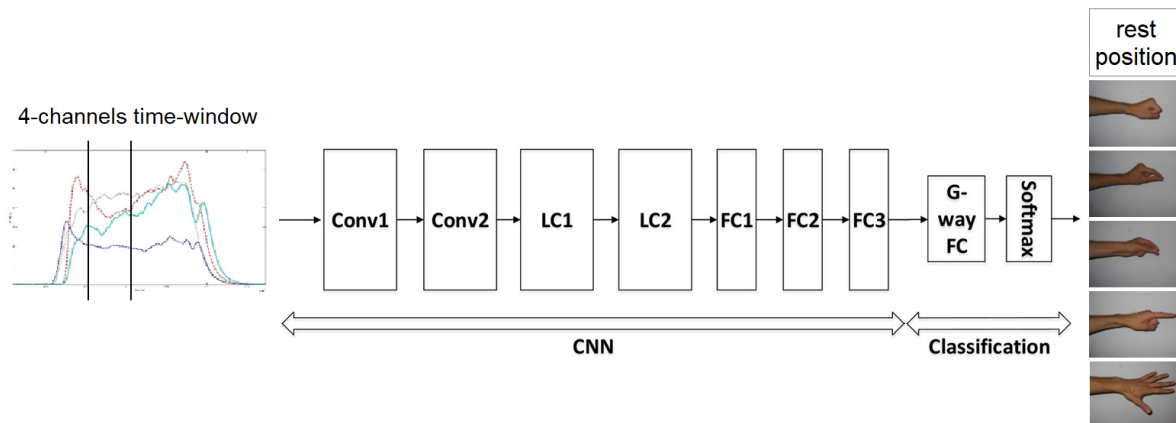 rest
position
4-channels time-window
Conv1
Conv2
LC1
LC2
FC1
FC2
FC3
G-
way
FC
Softmax
CNN
Classification